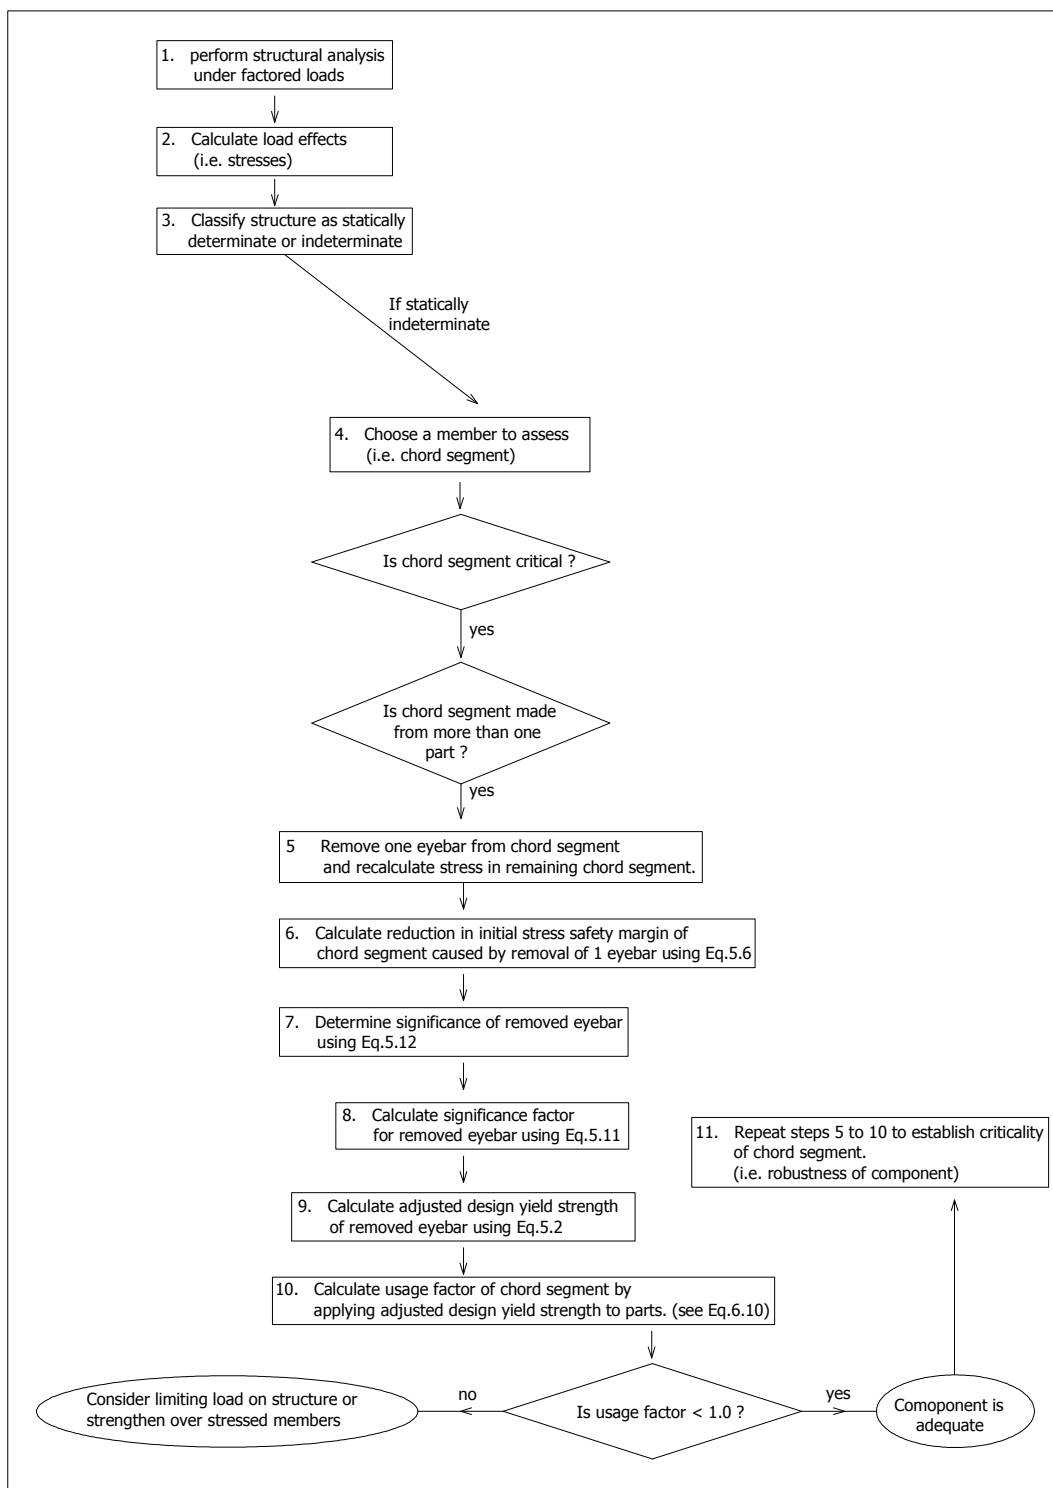 1. perform structural analysis
under factored loads
2. Calculate load effects
(i.e. stresses)
3. Classify structure as statically
determinate or indeterminate
If statically
indeterminate
4. Choose a member to assess
(i.e. chord segment)
Is chord segment critical ?
yes
Is chord segment made
from more than one
part ?
yes
5 Remove one eyebar from chord segment
and recalculate stress in remaining chord segment.
6. Calculate reduction in initial stress safety margin of
chord segment caused by removal of 1 eyebar using Eq.5.6
7. Determine significance of removed eyebar
using Eq.5.12
8. Calculate significance factor
for removed eyebar using Eq.5.11
9. Calculate adjusted design yield strength
of removed eyebar using Eq.5.2
10. Calculate usage factor of chord segment by
applying adjusted design yield strength to parts. (see Eq.6.10)
Is usage factor < 1.0 ?
no
Consider limiting load on structure or
strengthen over stressed members
yes
Comoponent is
adequate
11. Repeat steps 5 to 10 to establish criticality
of chord segment.
(i.e. robustness of component)